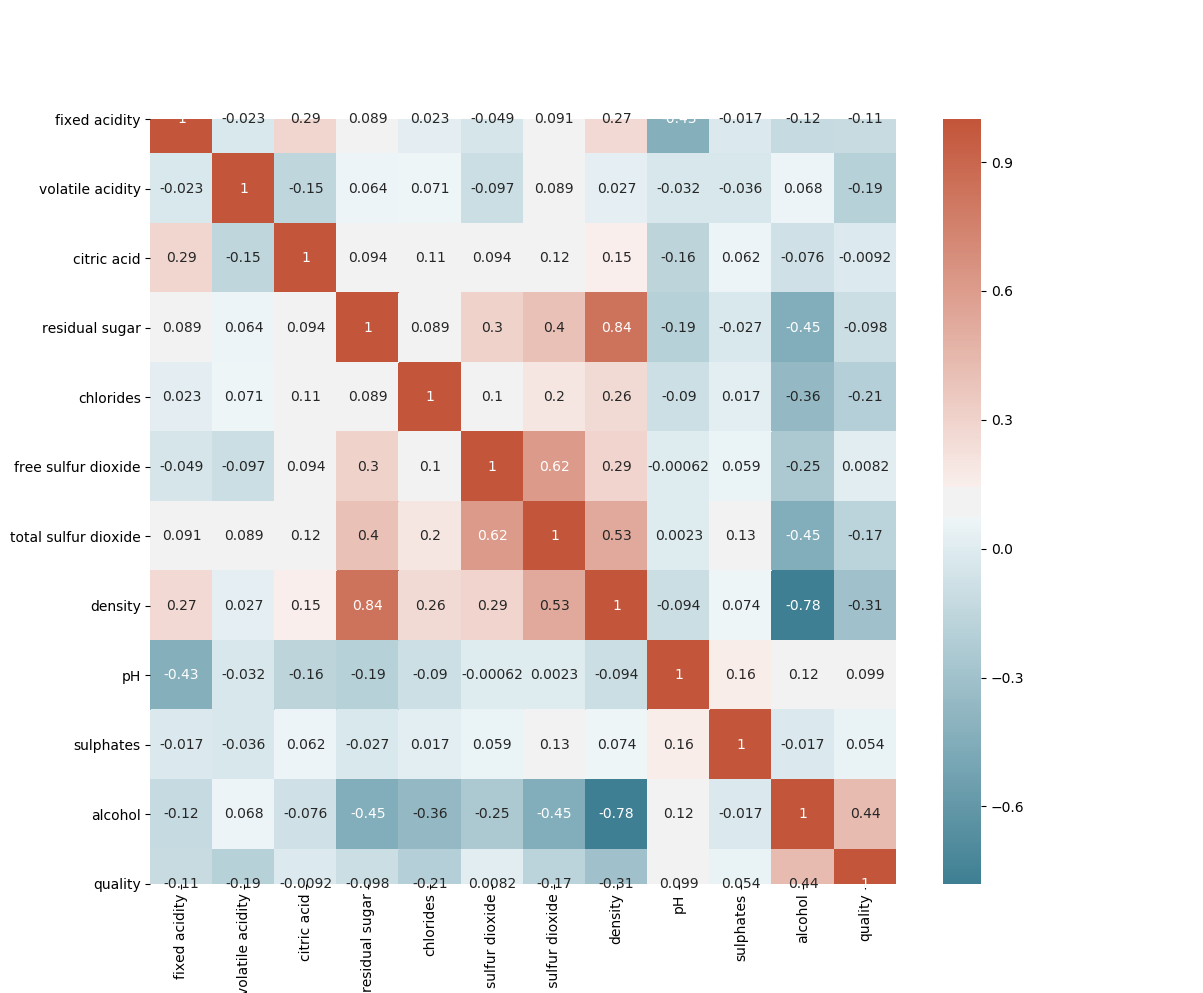 fixed acidity 1 -0.023 0.29 0.089 0.023 -0.049 0.091 0.27 -0.43 -0.017 -0.12 -0.11
volatile acidity -0.023 1 -0.15 0.064 0.071 -0.097 0.089 0.027 -0.032 -0.036 0.068 -0.19
citric acid 0.29 -0.15 1 0.094 0.11 0.094 0.12 0.15 -0.16 0.062 -0.076 -0.0092
residual sugar 0.089 0.064 0.094 1 0.089 0.3 0.4 0.84 -0.19 -0.027 -0.45 -0.098
chlorides 0.023 0.071 0.11 0.089 1 0.1 0.2 0.26 -0.09 0.017 -0.36 -0.21
free sulfur dioxide -0.049 -0.097 0.094 0.3 0.1 1 0.62 0.29 -0.00062 0.059 -0.25 0.0082
total sulfur dioxide 0.091 0.089 0.12 0.4 0.2 0.62 1 0.53 0.0023 0.13 -0.45 -0.17
density 0.27 0.027 0.15 0.84 0.26 0.29 0.53 1 -0.094 0.074 -0.78 -0.31
pH -0.43 -0.032 -0.16 -0.19 -0.09 -0.00062 0.0023 -0.094 1 0.16 0.12 0.099
sulphates -0.017 -0.036 0.062 -0.027 0.017 0.059 0.13 0.074 0.16 1 -0.017 0.054
alcohol -0.12 0.068 -0.076 -0.45 -0.36 -0.25 -0.45 -0.78 0.12 -0.017 1 0.44
quality -0.11 -0.19 -0.0092 -0.098 -0.21 0.0082 -0.17 -0.31 0.099 0.054 0.44 1
fixed acidity
volatile acidity
citric acid
residual sugar
chlorides
sulfur dioxide
sulfur dioxide
density
pH
sulphates
alcohol
quality
0.9
0.6
0.3
0.0
−0.3
−0.6